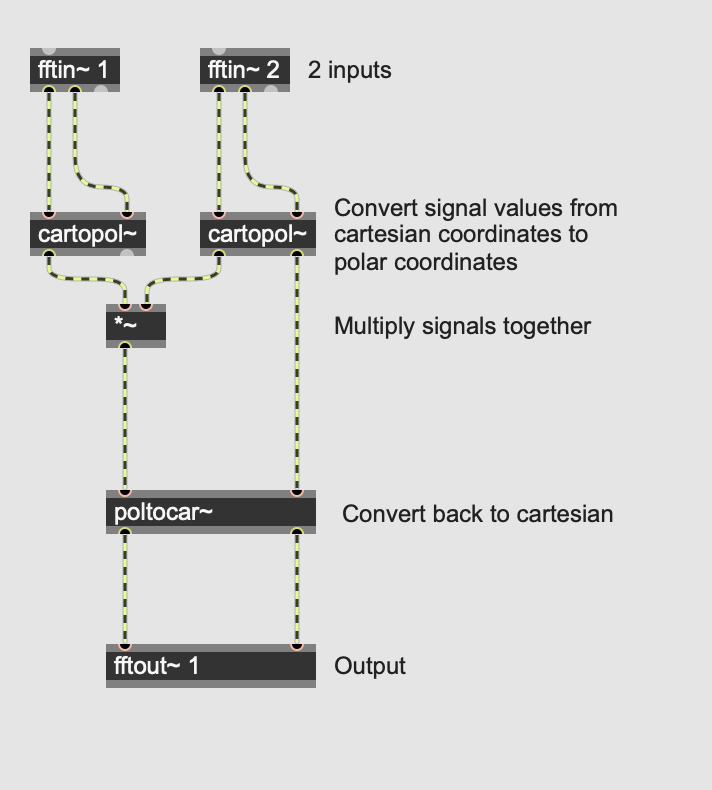 fftin~ 1
fftin~ 2
2 inputs
cartopol~
cartopol~
Convert signal values from
cartesian coordinates to
polar coordinates
*~
Multiply signals together
poltocar~
Convert back to cartesian
fftout~ 1
Output